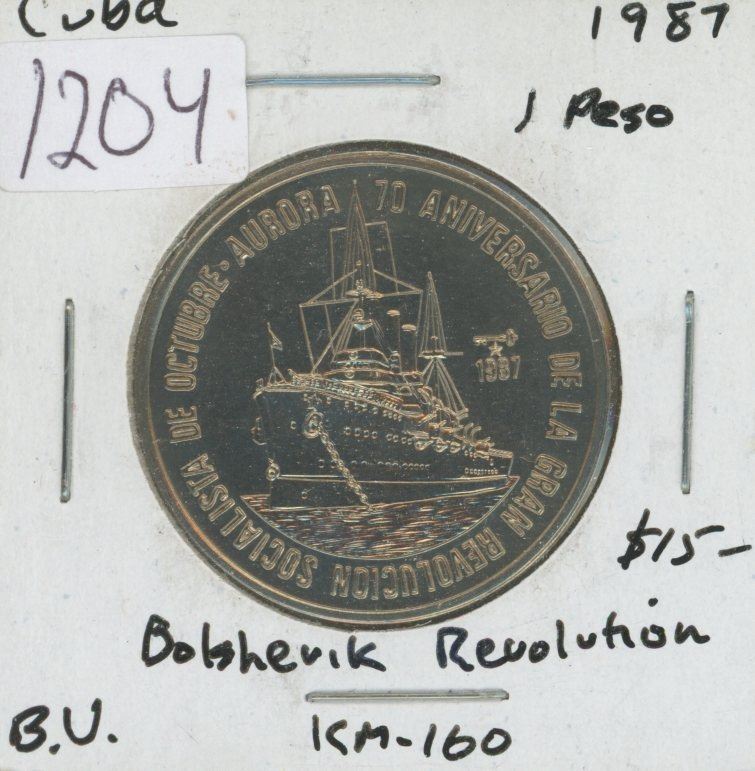 Cuba
1987
1204
1 Peso
AURORA 70 ANIVERSARIO DE LA GRAN REVOLUCION SOCIALISTA DE OCTUBRE
1987
$15-
Bolshevik Revolution
B.U.
KM-160